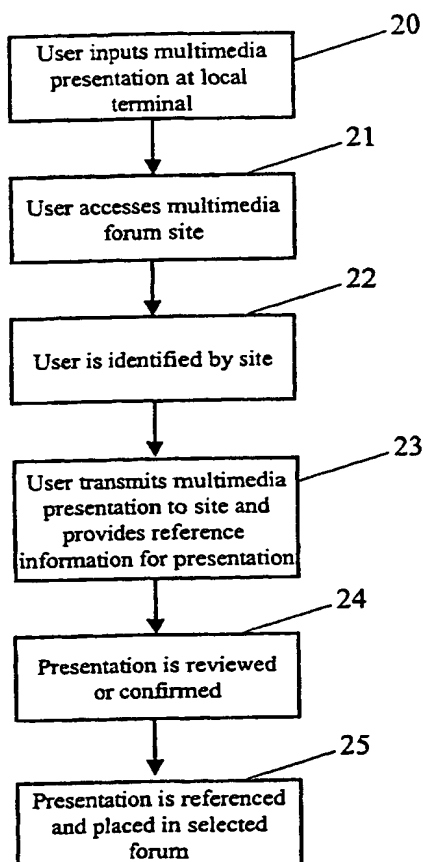 20
User inputs multimedia
presentation at local
terminal
21
User accesses multimedia
forum site
22
User is identified by site
23
User transmits multimedia
presentation to site and
provides reference
information for presentation
24
Presentation is reviewed
or confirmed
25
Presentation is referenced
and placed in selected
forum